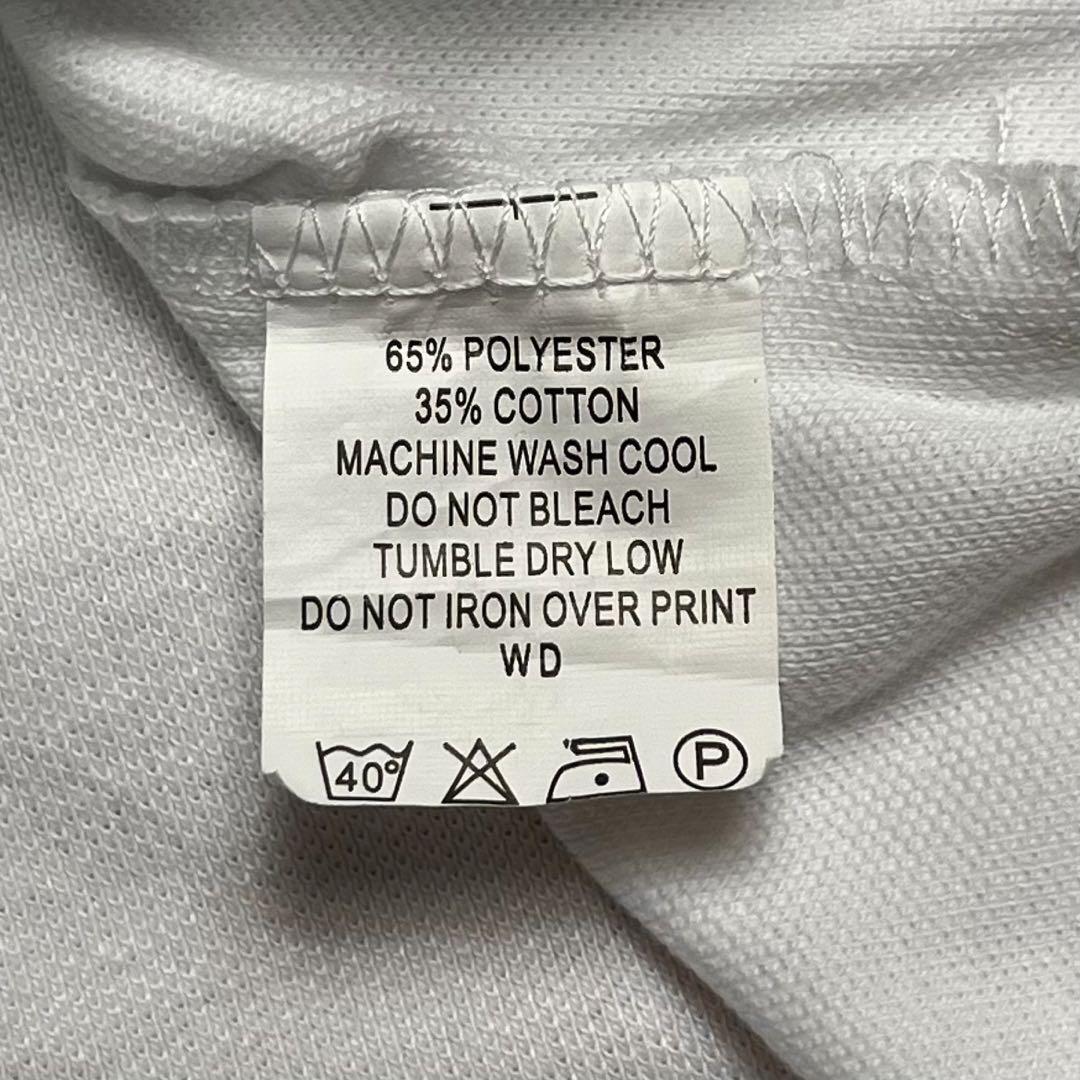 65% POLYESTER
35% COTTON
MACHINE WASH COOL
DO NOT BLEACH
TUMBLE DRY LOW
DO NOT IRON OVER PRINT
WD
40° P